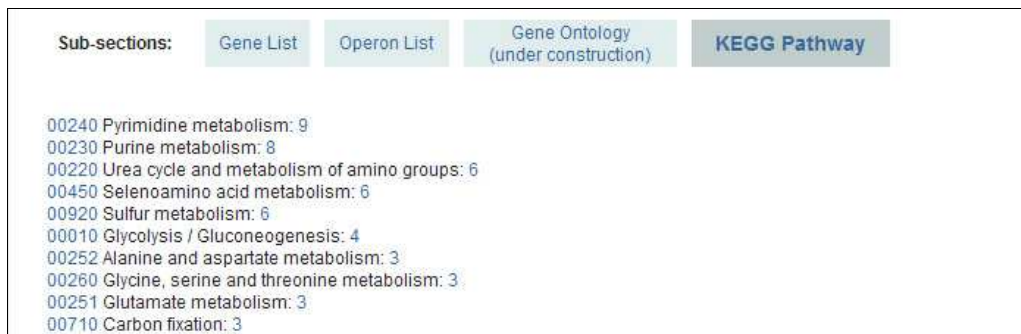 Sub-sections: Gene List Operon List Gene Ontology (under construction) KEGG Pathway
00240 Pyrimidine metabolism: 9
00230 Purine metabolism: 8
00220 Urea cycle and metabolism of amino groups: 6
00450 Selenoamino acid metabolism: 6
00920 Sulfur metabolism: 6
00010 Glycolysis / Gluconeogenesis: 4
00252 Alanine and aspartate metabolism: 3
00260 Glycine, serine and threonine metabolism: 3
00251 Glutamate metabolism: 3
00710 Carbon fixation: 3